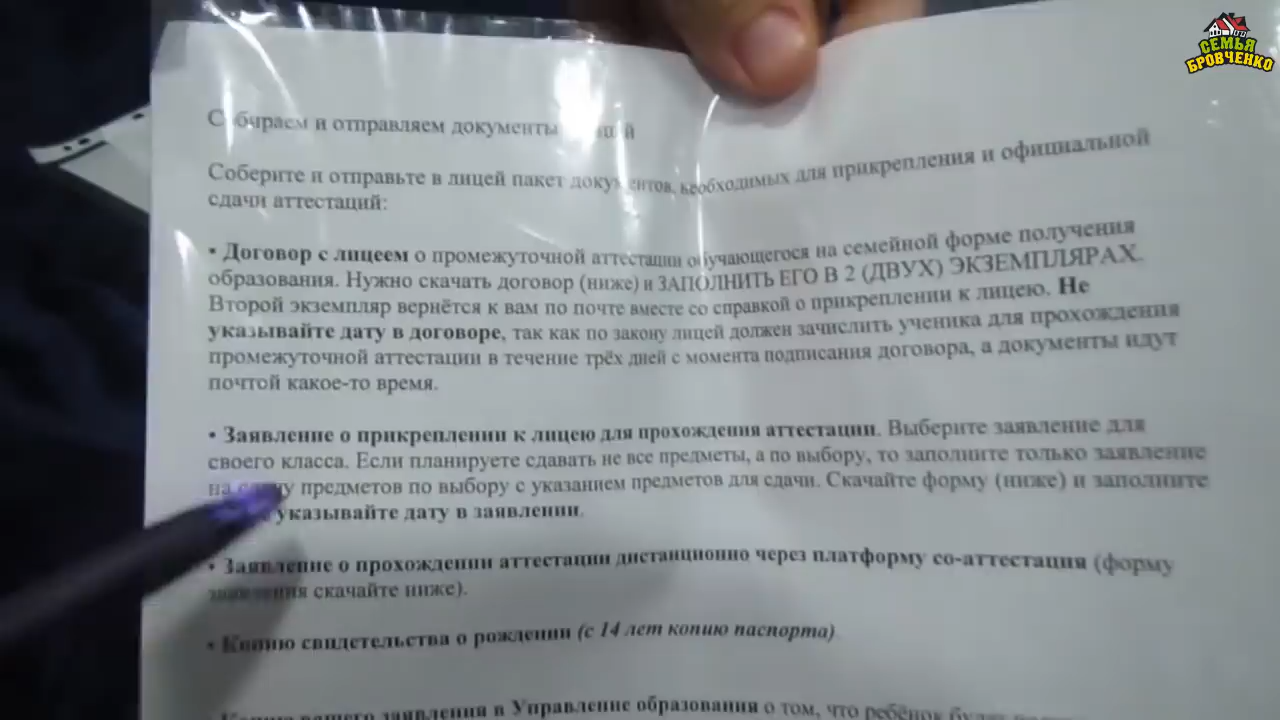 СЕМЬЯ
БРОВЧЕНКО
Собираем и отправляем документы
Соберите и отправьте в лицей пакет документов, необходимых для прикрепления и официальной
сдачи аттестаций:
• Договор с лицеем о промежуточной аттестации обучающегося на семейной форме получения
образования. Нужно скачать договор (ниже) и ЗАПОЛНИТЬ ЕГО В 2 (ДВУХ) ЭКЗЕМПЛЯРАХ.
Второй экземпляр вернётся к вам по почте вместе со справкой о прикреплении к лицею. Не
указывайте дату в договоре, так как по закону лицей должен зачислить ученика для прохождения
промежуточной аттестации в течение трёх дней с момента подписания договора, а документы идут
почтой какое-то время.
• Заявление о прикреплении к лицею для прохождения аттестации. Выберите заявление для
своего класса. Если планируете сдавать не все предметы, а по выбору, то заполните только заявление
на сдачу предметов по выбору с указанием предметов для сдачи. Скачайте форму (ниже) и заполните
указывайте дату в заявлении.
• Заявление о прохождении аттестации дистанционно через платформу со-аттестация (форму
заявления скачайте ниже).
• Копию свидетельства о рождении (с 14 лет копию паспорта)
Копию вашего заявления в Управление образования о том, что ребёнок